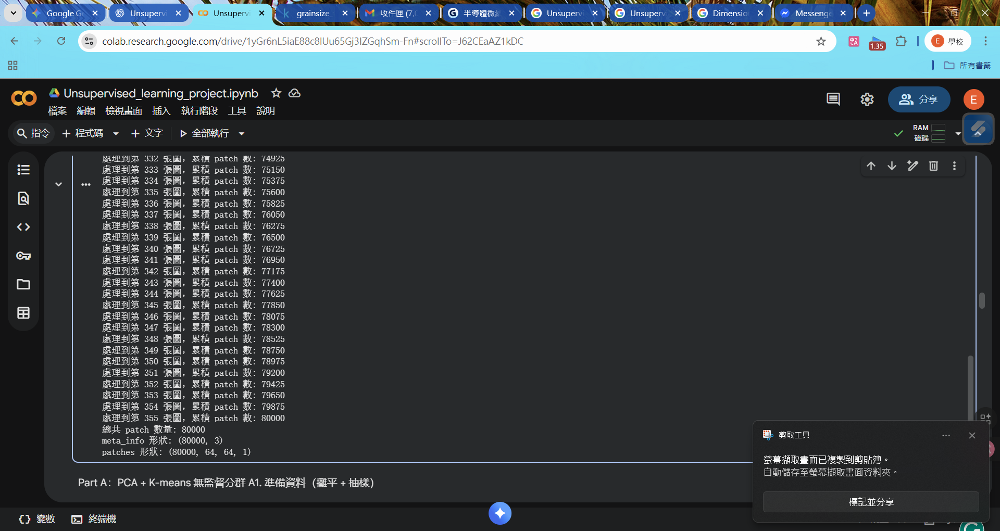 Google G
Unsupervi
Unsupervi
grainsize_
收件匣 (7,0
半導體微
Unsupervi
Unsuperv
Dimensio
Messenge
colab.research.google.com/drive/1yGr6nL5iaE88c8lUu65Gj3IZGqhSm-Fn#scrollTo=J62CEaAZ1kDC
1.35
E 學校
所有書籤
Unsupervised_learning_project.ipynb
檔案 編輯 檢視畫面 插入 執行階段 工具 說明
分享
E
指令 + 程式碼 + 文字 全部執行
RAM
磁碟
處理到第 332 張圖，累積 patch 數: 74925
處理到第 333 張圖，累積 patch 數: 75150
處理到第 334 張圖，累積 patch 數: 75375
處理到第 335 張圖，累積 patch 數: 75600
處理到第 336 張圖，累積 patch 數: 75825
處理到第 337 張圖，累積 patch 數: 76050
處理到第 338 張圖，累積 patch 數: 76275
處理到第 339 張圖，累積 patch 數: 76500
處理到第 340 張圖，累積 patch 數: 76725
處理到第 341 張圖，累積 patch 數: 76950
處理到第 342 張圖，累積 patch 數: 77175
處理到第 343 張圖，累積 patch 數: 77400
處理到第 344 張圖，累積 patch 數: 77625
處理到第 345 張圖，累積 patch 數: 77850
處理到第 346 張圖，累積 patch 數: 78075
處理到第 347 張圖，累積 patch 數: 78300
處理到第 348 張圖，累積 patch 數: 78525
處理到第 349 張圖，累積 patch 數: 78750
處理到第 350 張圖，累積 patch 數: 78975
處理到第 351 張圖，累積 patch 數: 79200
處理到第 352 張圖，累積 patch 數: 79425
處理到第 353 張圖，累積 patch 數: 79650
處理到第 354 張圖，累積 patch 數: 79875
處理到第 355 張圖，累積 patch 數: 80000
總共 patch 數量: 80000
meta_info 形狀: (80000, 3)
patches 形狀: (80000, 64, 64, 1)
Part A：PCA + K-means 無監督分群 A1. 準備資料（攤平 + 抽樣）
剪取工具
螢幕擷取畫面已複製到剪貼簿。
自動儲存至螢幕擷取畫面資料夾。
標記並分享
變數
終端機